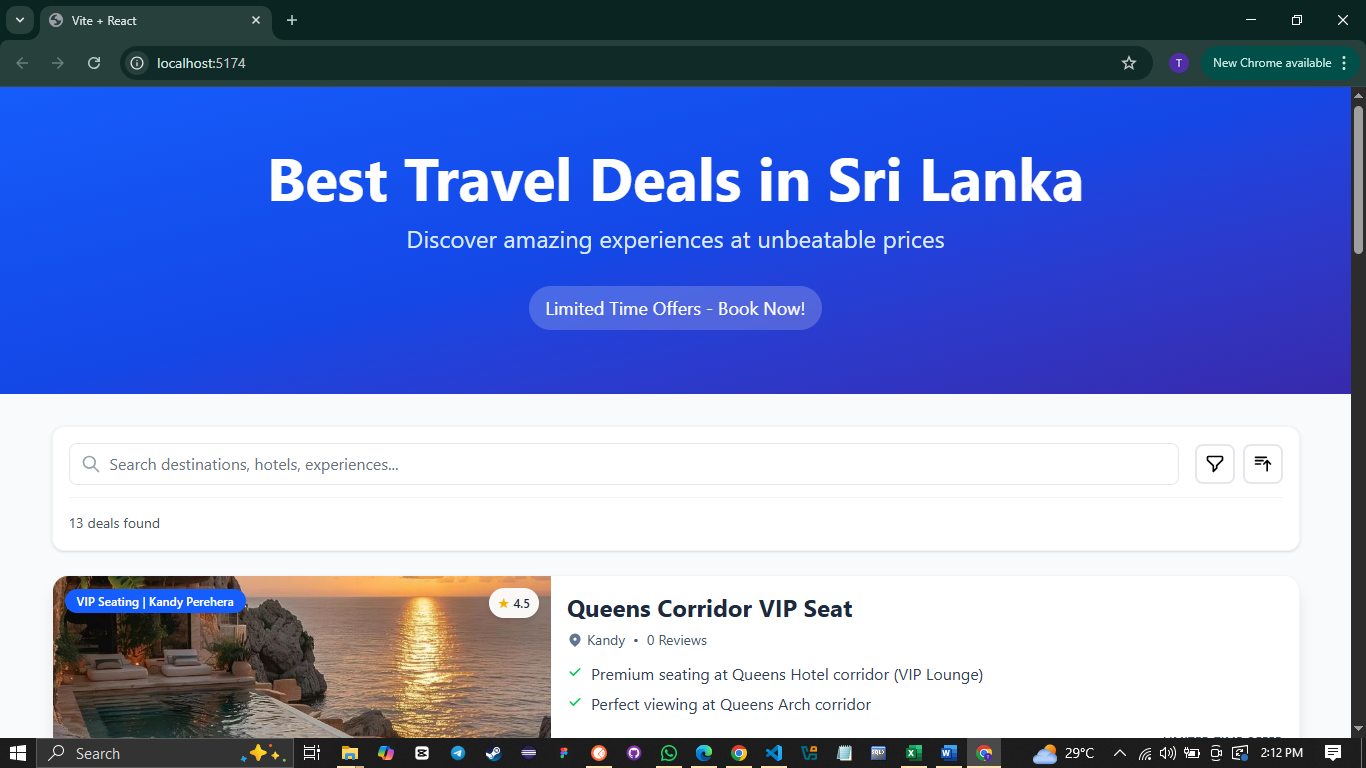 Vite + React
localhost:5174
T
New Chrome available
Best Travel Deals in Sri Lanka
Discover amazing experiences at unbeatable prices
Limited Time Offers - Book Now!
Search destinations, hotels, experiences...
13 deals found
VIP Seating | Kandy Perehera
4.5
Queens Corridor VIP Seat
Kandy • 0 Reviews
Premium seating at Queens Hotel corridor (VIP Lounge)
Perfect viewing at Queens Arch corridor
Search
29°C
2:12 PM